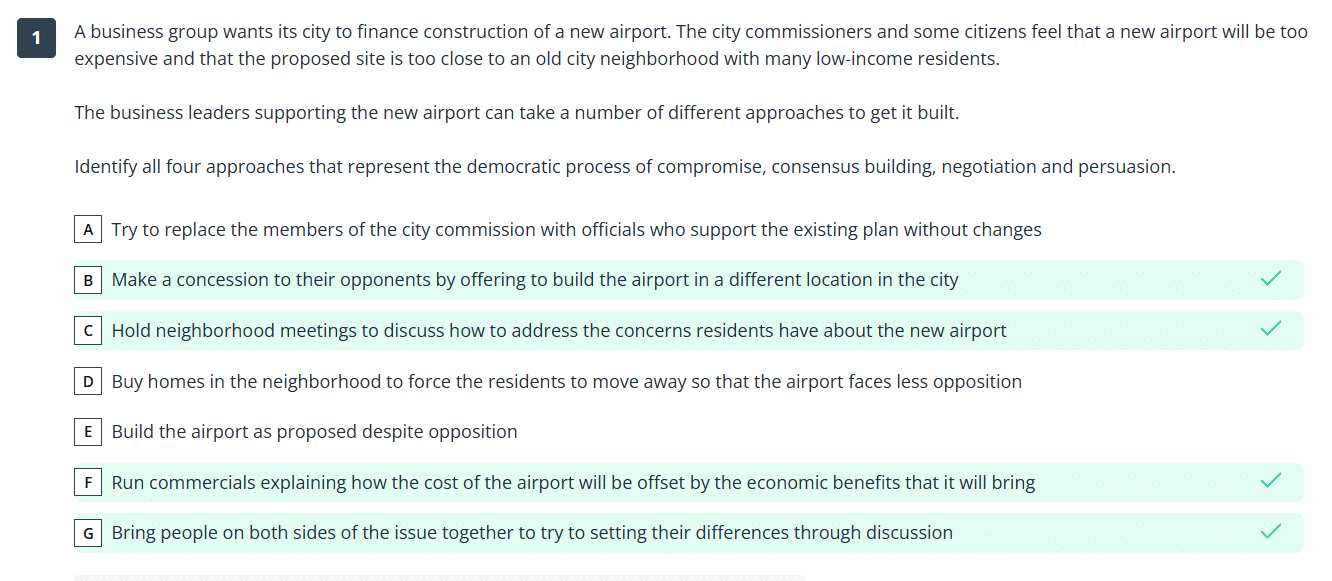 1
A business group wants its city to finance construction of a new airport. The city commissioners and some citizens feel that a new airport will be too
expensive and that the proposed site is too close to an old city neighborhood with many low-income residents.
The business leaders supporting the new airport can take a number of different approaches to get it built.
Identify all four approaches that represent the democratic process of compromise, consensus building, negotiation and persuasion.
A Try to replace the members of the city commission with officials who support the existing plan without changes
B Make a concession to their opponents by offering to build the airport in a different location in the city
C Hold neighborhood meetings to discuss how to address the concerns residents have about the new airport
D Buy homes in the neighborhood to force the residents to move away so that the airport faces less opposition
E Build the airport as proposed despite opposition
F Run commercials explaining how the cost of the airport will be offset by the economic benefits that it will bring
G Bring people on both sides of the issue together to try to setting their differences through discussion